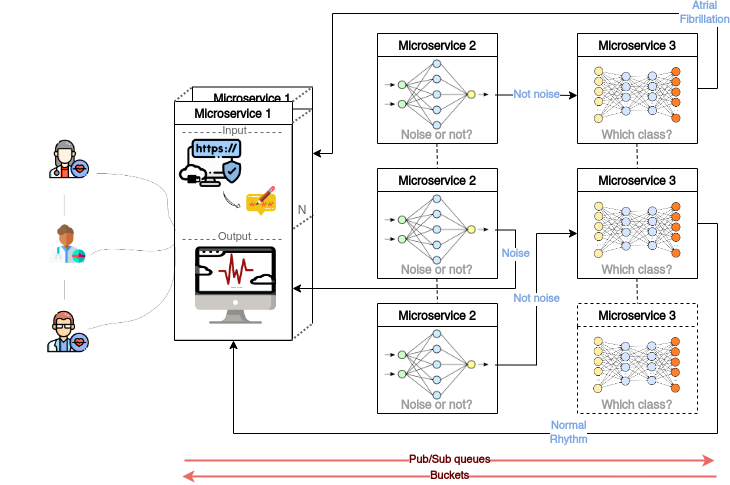 Atrial
Fibrillation
Microservice 2
Noise or not?
Not noise
Microservice 3
Which class?
Microservice 1
Microservice 1
Input
https://
N
Output
Microservice 2
Noise or not?
Noise
Not noise
Microservice 3
Which class?
Microservice 2
Noise or not?
Microservice 3
Which class?
Normal
Rhythm
Pub/Sub queues
Buckets